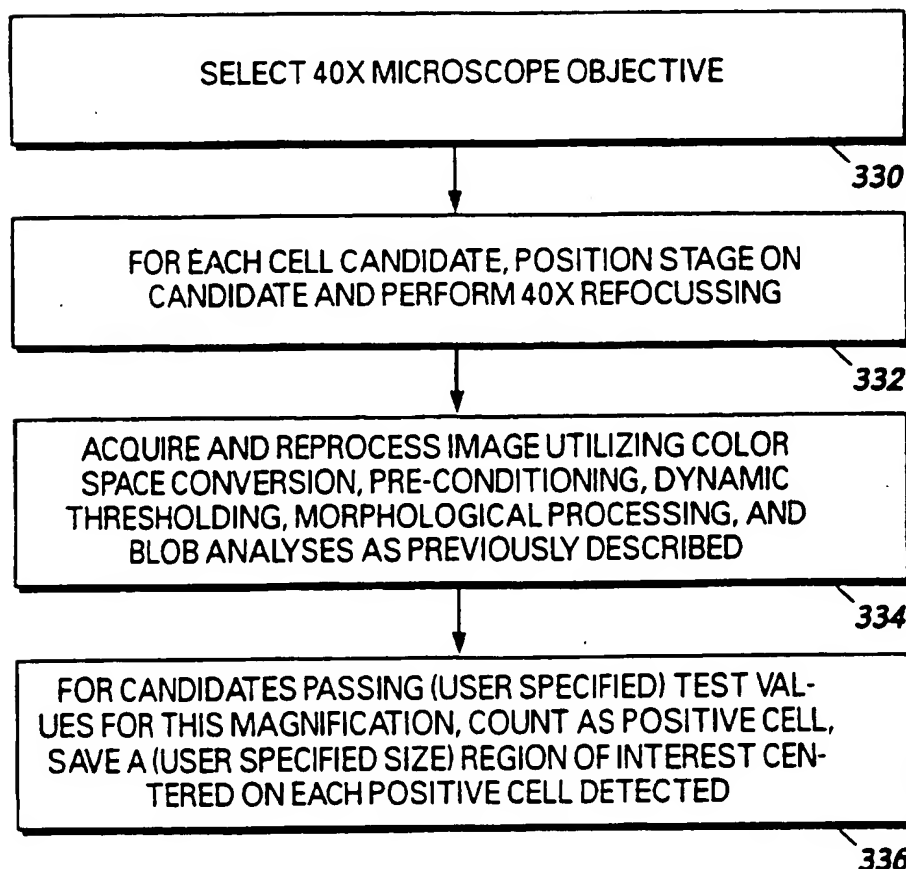 SELECT 40X MICROSCOPE OBJECTIVE
330
FOR EACH CELL CANDIDATE, POSITION STAGE ON
CANDIDATE AND PERFORM 40X REFOCUSSING
332
ACQUIRE AND REPROCESS IMAGE UTILIZING COLOR
SPACE CONVERSION, PRE-CONDITIONING, DYNAMIC
THRESHOLDING, MORPHOLOGICAL PROCESSING, AND
BLOB ANALYSES AS PREVIOUSLY DESCRIBED
334
FOR CANDIDATES PASSING (USER SPECIFIED) TEST VAL-
UES FOR THIS MAGNIFICATION, COUNT AS POSITIVE CELL,
SAVE A (USER SPECIFIED SIZE) REGION OF INTEREST CEN-
TERED ON EACH POSITIVE CELL DETECTED
336